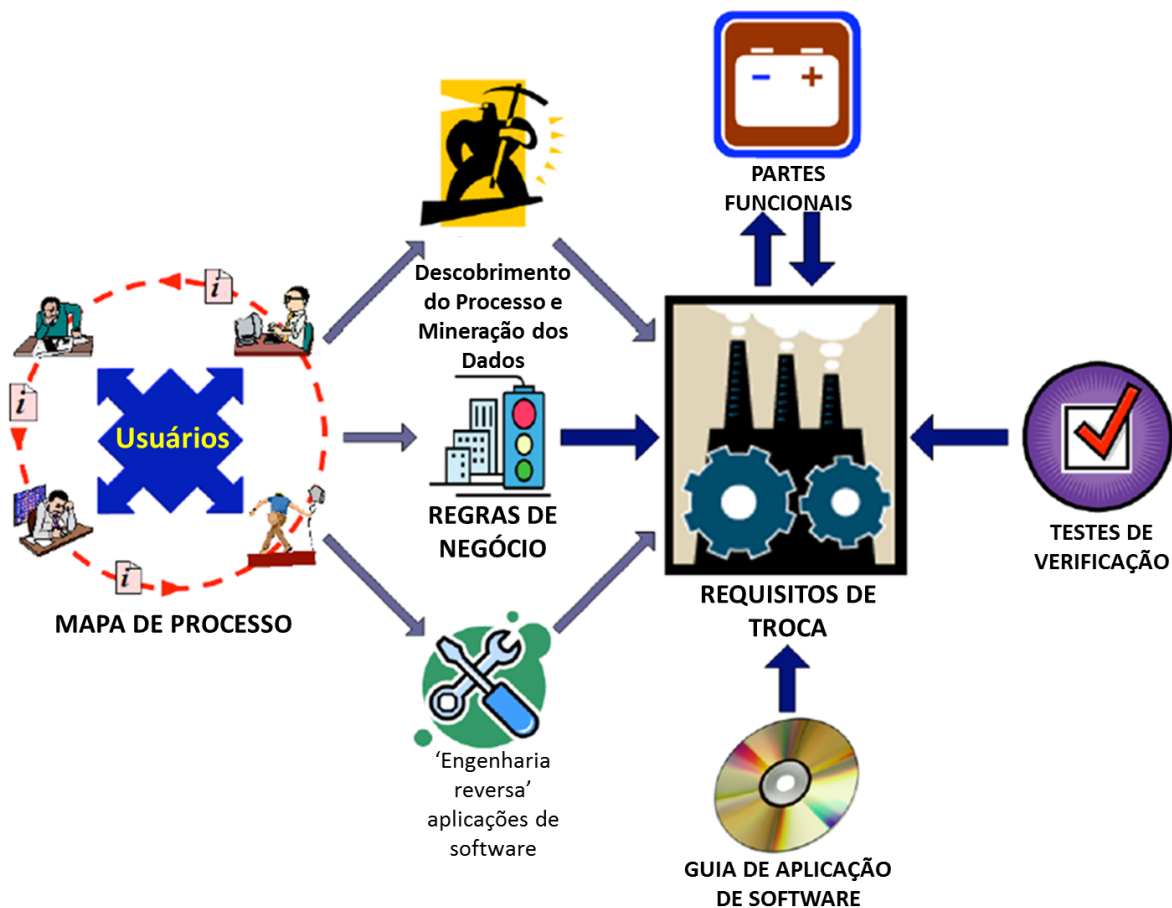 PARTES
FUNCIONAIS
Descobrimento
do Processo e
Mineração dos
Dados
i
i
i
Usuários
MAPA DE PROCESSO
REGRAS DE
NEGÓCIO
REQUISITOS DE
TROCA
TESTES DE
VERIFICAÇÃO
‘Engenharia
reversa’
aplicações de
software
GUIA DE APLICAÇÃO
DE SOFTWARE